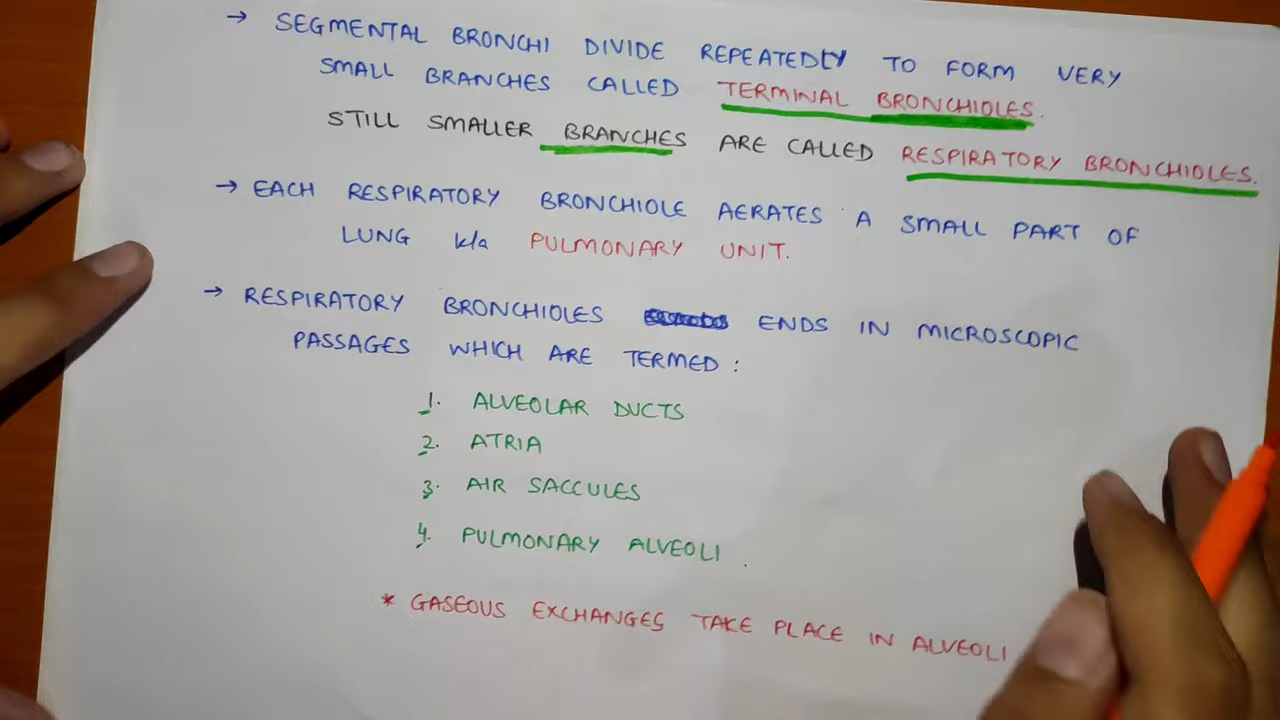 → SEGMENTAL BRONCHI DIVIDE REPEATEDLY TO FORM VERY
SMALL BRANCHES CALLED TERMINAL BRONCHIOLES.
STILL SMALLER BRANCHES ARE CALLED RESPIRATORY BRONCHIOLES.
→ EACH RESPIRATORY BRONCHIOLE AERATES A SMALL PART OF
LUNG k/a PULMONARY UNIT.
→ RESPIRATORY BRONCHIOLES ENDS IN MICROSCOPIC
PASSAGES WHICH ARE TERMED:
1. ALVEOLAR DUCTS
2. ATRIA
3. AIR SACCULES
4. PULMONARY ALVEOLI.
* GASEOUS EXCHANGES TAKE PLACE IN ALVEOLI